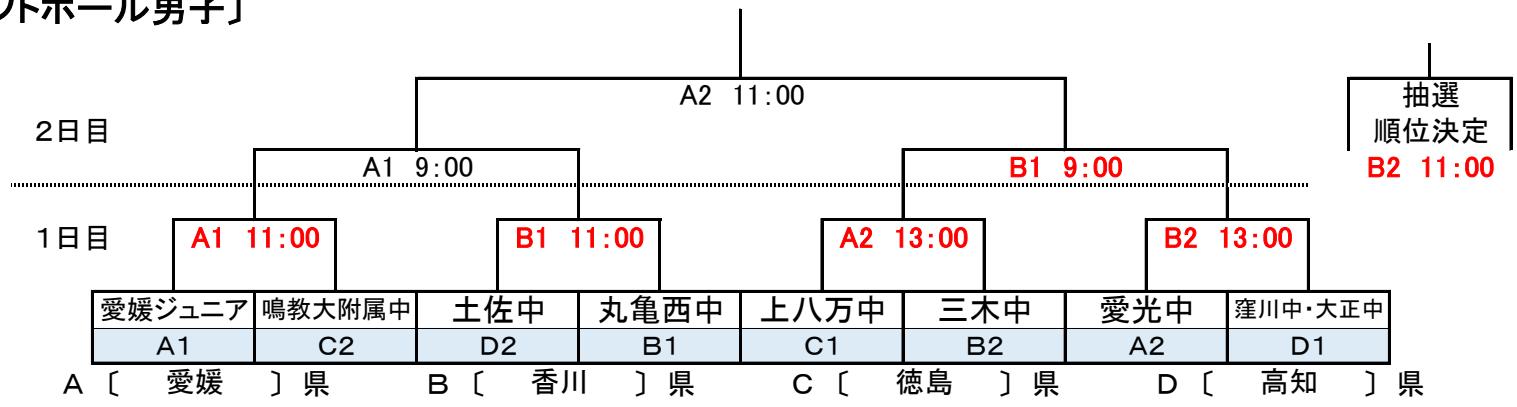 ンドボール男子〕
A2 11:00
抽選
順位決定
B2 11:00
2日目
A1 9:00
B1 9:00
1日目
A1 11:00
B1 11:00
A2 13:00
B2 13:00
愛媛ジュニア 鳴教大附属中 土佐中 丸亀西中 上八万中 三木中 愛光中 窪川中・大正中
A1 C2 D2 B1 C1 B2 A2 D1
A 〔 愛媛 〕県 B 〔 香川 〕県 C 〔 徳島 〕県 D 〔 高知 〕県